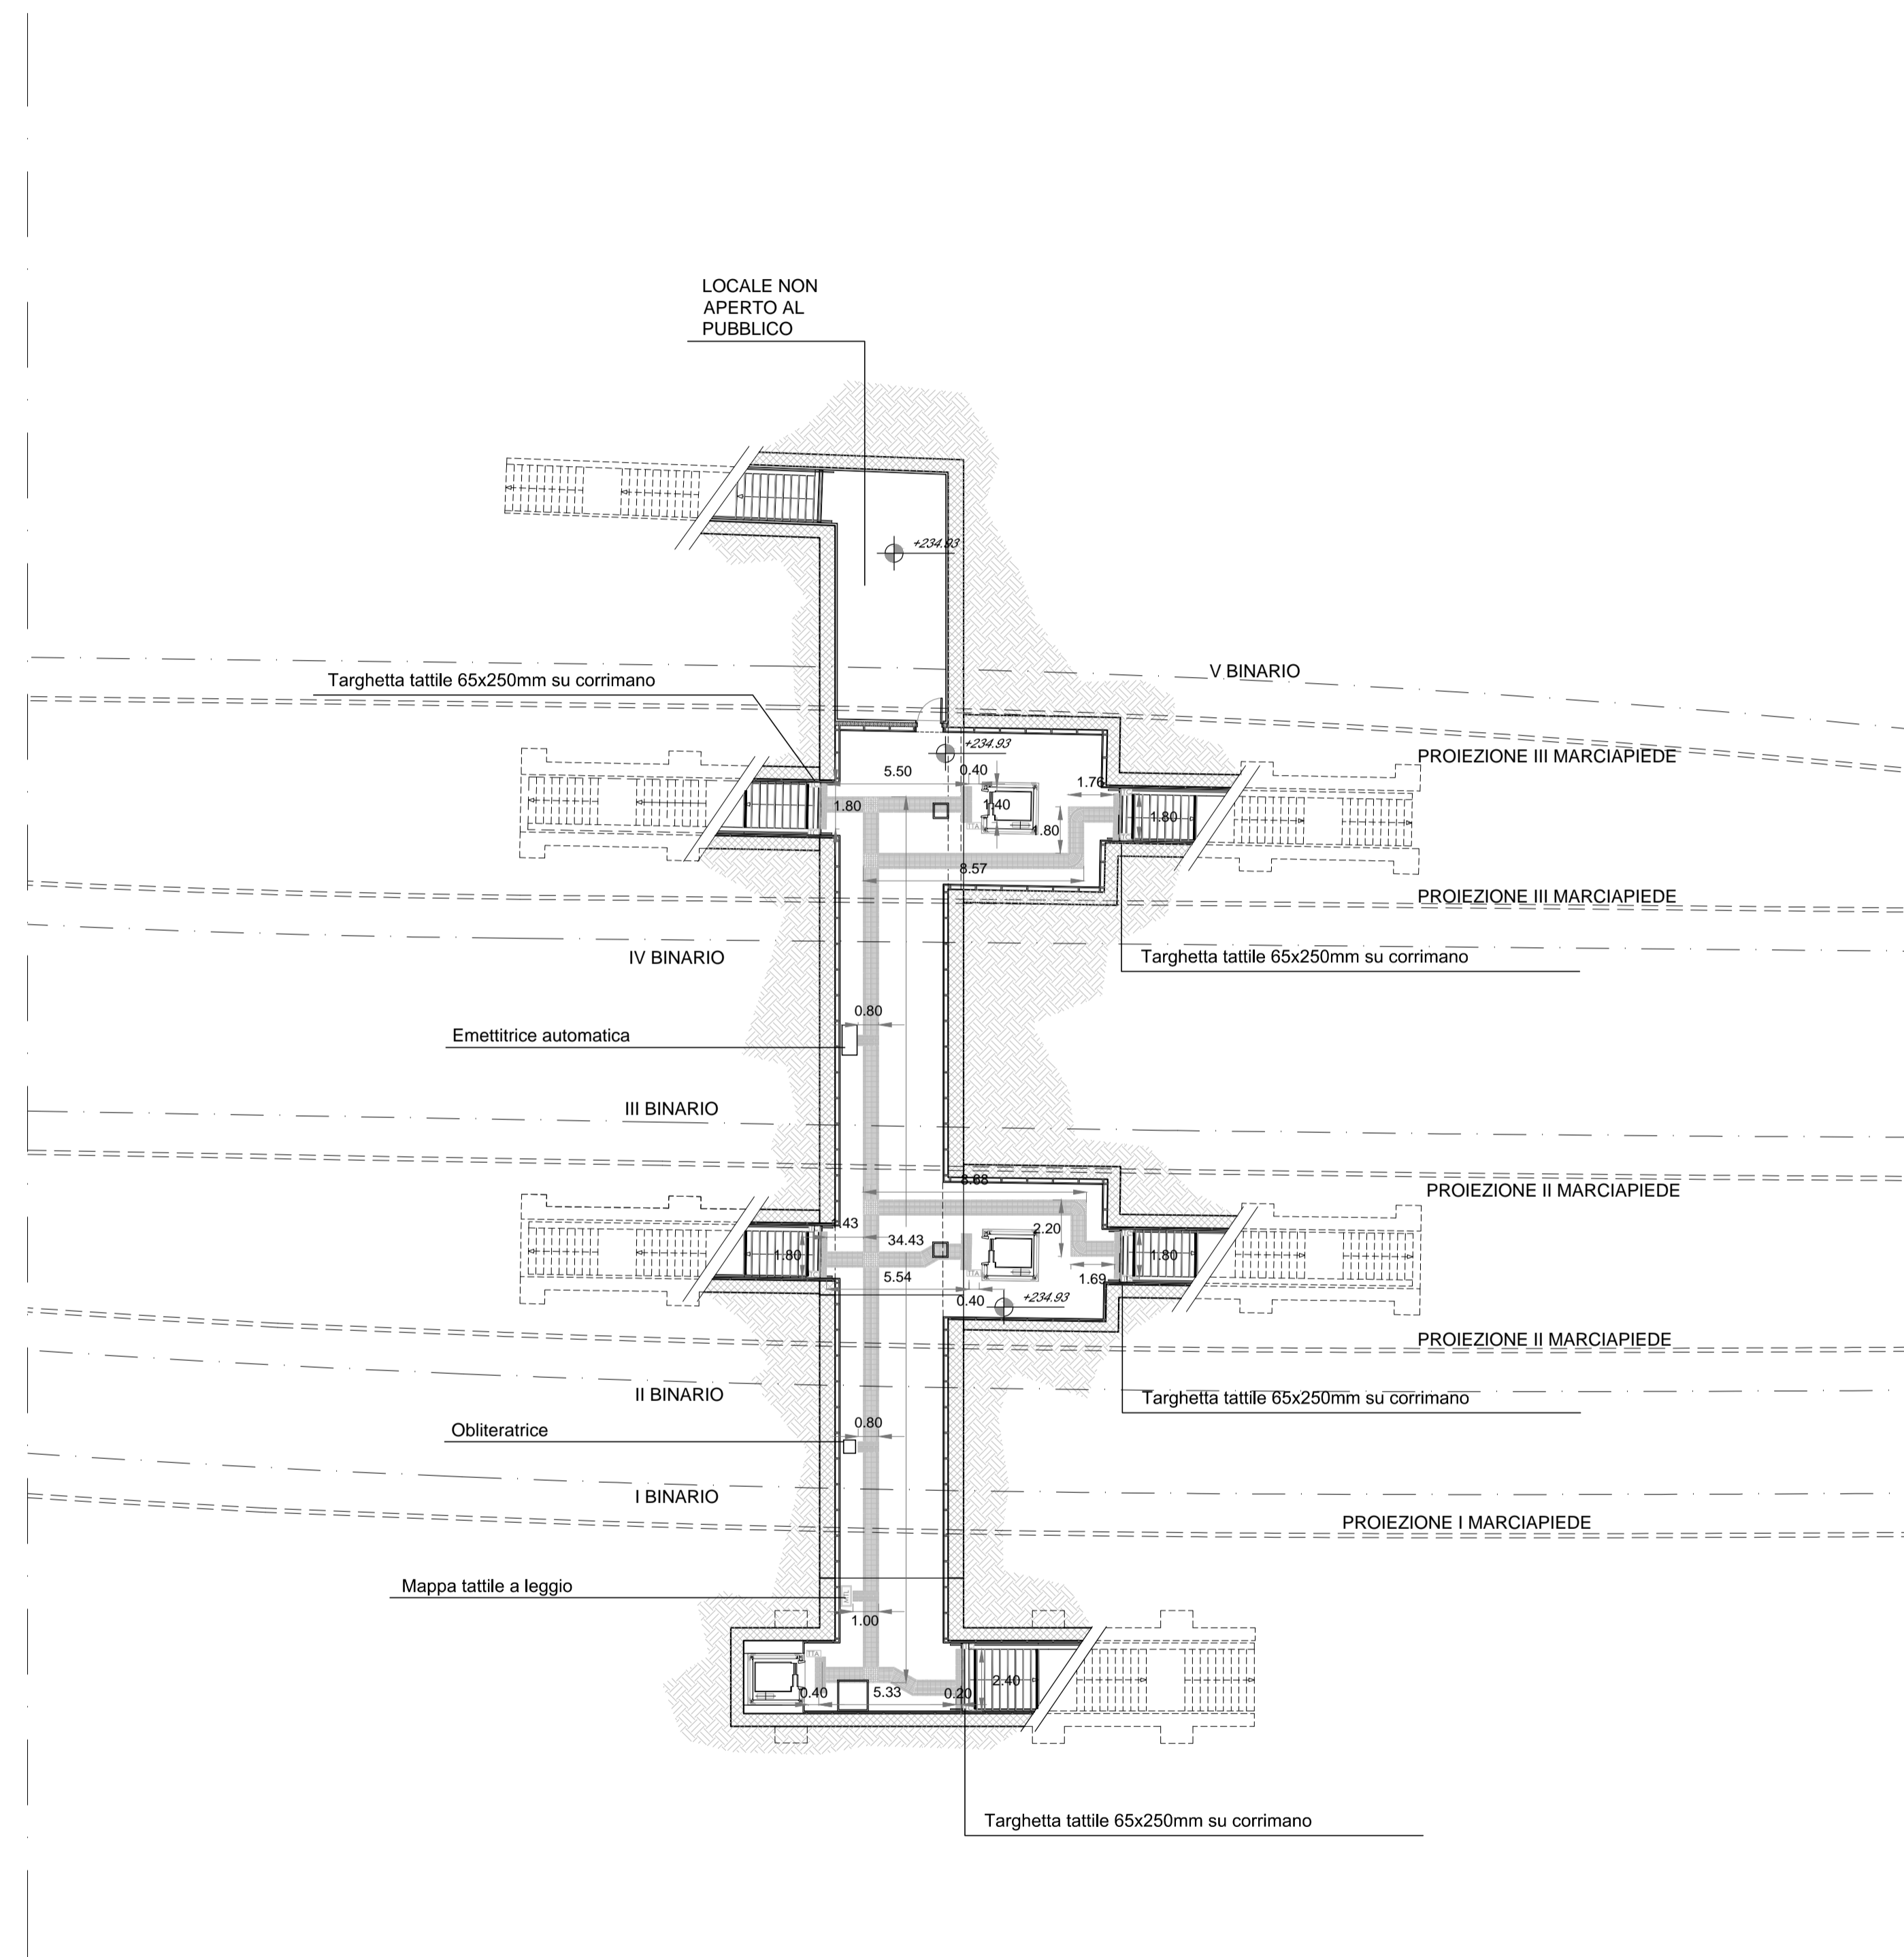 LOCALE NON
APERTO AL
PUBBLICO
+234.93
V BINARIO
Targhetta tattile 65x250mm su corrimano
+234.93
PROIEZIONE III MARCIAPIEDE
5.50
0.40
1.76
1.80
1.40
1.80
1.80
TTA
8.57
PROIEZIONE III MARCIAPIEDE
IV BINARIO
Targhetta tattile 65x250mm su corrimano
0.80
Emettitrice automatica
III BINARIO
PROIEZIONE II MARCIAPIEDE
2.20
34.43
1.80
1.80
5.54
TTA
1.69
0.40
+234.93
PROIEZIONE II MARCIAPIEDE
II BINARIO
Targhetta tattile 65x250mm su corrimano
0.80
Obliteratrice
I BINARIO
PROIEZIONE I MARCIAPIEDE
Mappa tattile a leggio
MTL
1.00
TTA
2.40
0.40
5.33
0.20
Targhetta tattile 65x250mm su corrimano